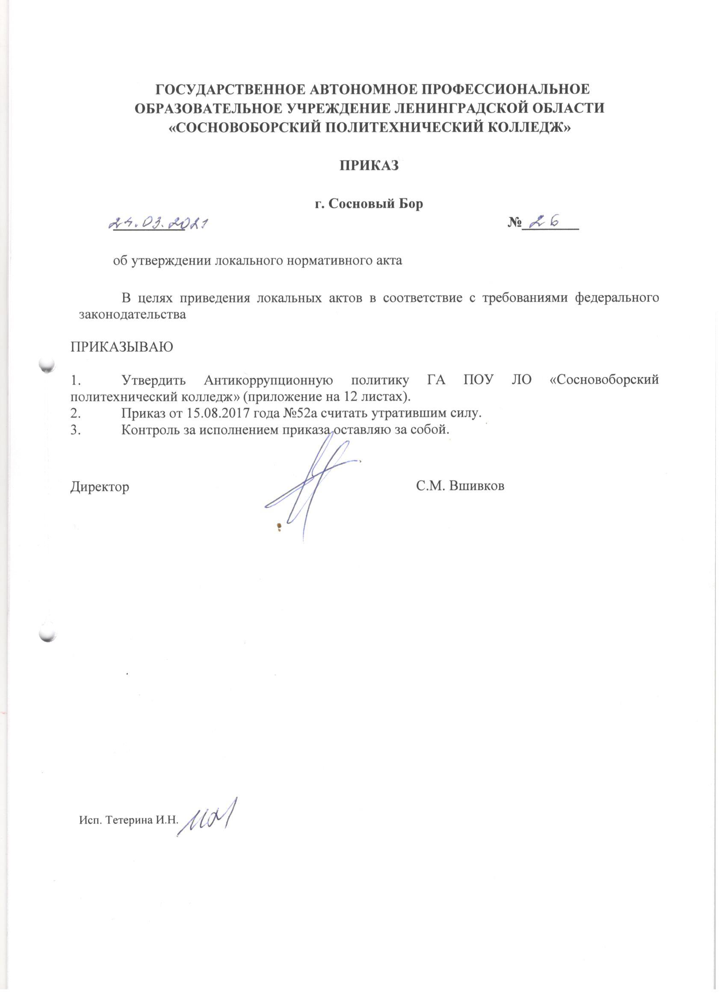 ГОСУДАРСТВЕННОЕ АВТОНОМНОЕ ПРОФЕССИОНАЛЬНОЕ
ОБРАЗОВАТЕЛЬНОЕ УЧРЕЖДЕНИЕ ЛЕНИНГРАДСКОЙ ОБЛАСТИ
«СОСНОВОБОРСКИЙ ПОЛИТЕХНИЧЕСКИЙ КОЛЛЕДЖ»
ПРИКАЗ
г. Сосновый Бор
24.03.2021 № 26
об утверждении локального нормативного акта
В целях приведения локальных актов в соответствие с требованиями федерального
законодательства
ПРИКАЗЫВАЮ
1. Утвердить Антикоррупционную политику ГА ПОУ ЛО «Сосновоборский
политехнический колледж» (приложение на 12 листах).
2. Приказ от 15.08.2017 года №52а считать утратившим силу.
3. Контроль за исполнением приказа оставляю за собой.
Директор С.М. Вшивков
Исп. Тетерина И.Н.